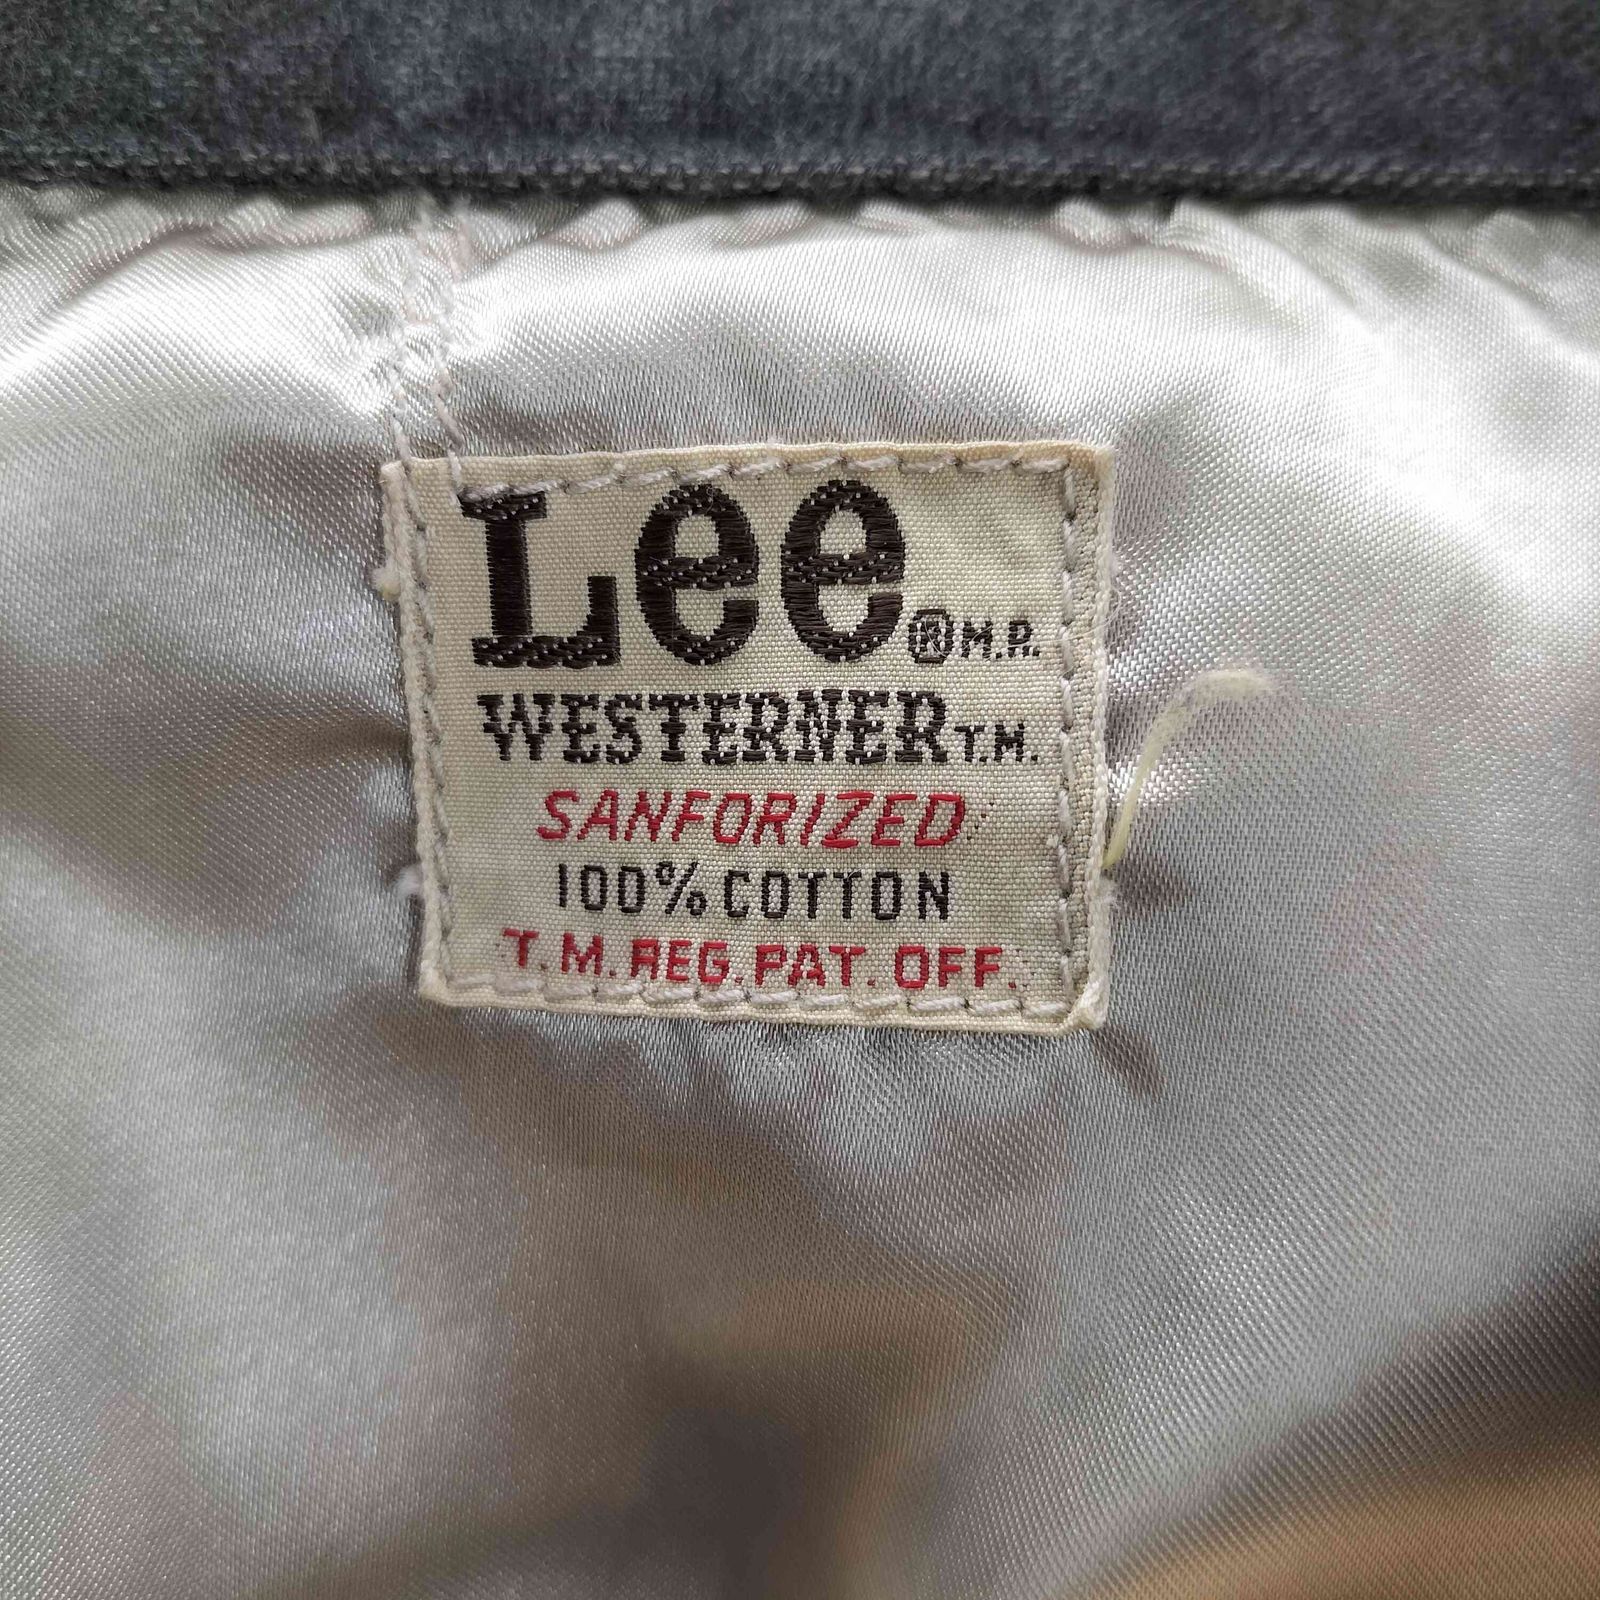 Lee ® M.R.
WESTERNER T.M.
SANFORIZED
100% COTTON
T.M. REG. PAT. OFF.